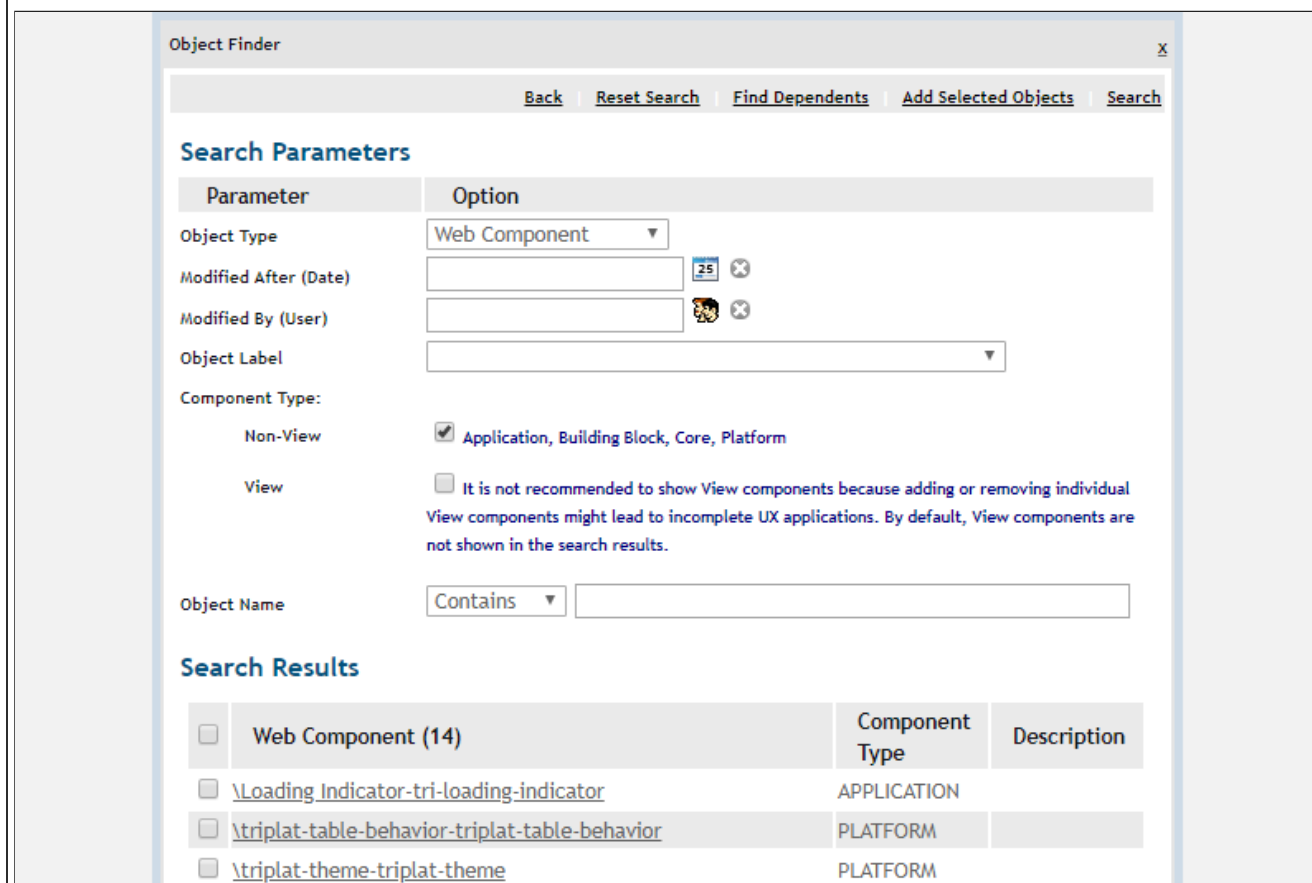 Object Finder x
Back Reset Search Find Dependents Add Selected Objects Search
Search Parameters
Parameter Option
Object Type Web Component
Modified After (Date) 25
Modified By (User)
Object Label
Component Type:
Non-View Application, Building Block, Core, Platform
View It is not recommended to show View components because adding or removing individual
View components might lead to incomplete UX applications. By default, View components are
not shown in the search results.
Object Name Contains
Search Results
Web Component (14) Component Type Description
\Loading Indicator-tri-loading-indicator APPLICATION
\triplat-table-behavior-triplat-table-behavior PLATFORM
\triplat-theme-triplat-theme PLATFORM